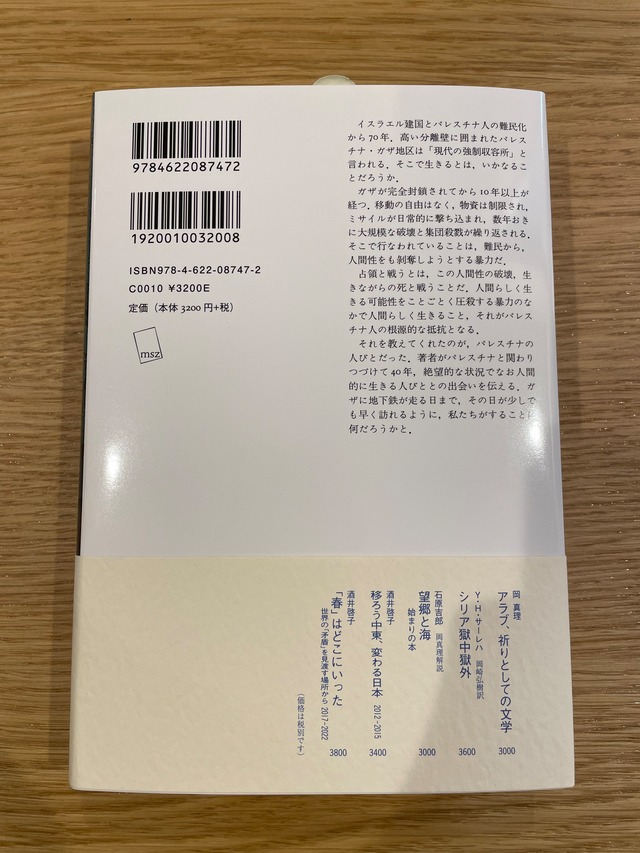 9784622087472
1920010032008
ISBN978-4-622-08747-2
C0010 ¥3200E
定価（本体 3200 円+税）
msz
イスラエル建国とパレスチナ人の難民化
から 70 年．高い分離壁に囲まれたパレス
チナ・ガザ地区は「現代の強制収容所」と
言われる．そこで生きるとは，いかなるこ
とだろうか．
ガザが完全封鎖されてから 10 年以上が
経つ．移動の自由はなく，物資は制限され，
ミサイルが日常的に撃ち込まれ，数年おき
に大規模な破壊と集団殺戮が繰り返される．
そこで行なわれていることは，難民から，
人間性をも剥奪しようとする暴力だ．
占領と戦うとは，この人間性の破壊，生
きながらの死と戦うことだ．人間らしく生
きる可能性をことごとく圧殺する暴力のな
かで人間らしく生きること，それがパレス
チナ人の根源的な抵抗となる．
それを教えてくれたのが，パレスチナの
人びとだった．著者がパレスチナと関わり
つづけて 40 年，絶望的な状況でなお人間
的に生きる人びととの出会いを伝える．ガ
ザに地下鉄が走る日まで，その日が少しで
も早く訪れるように，私たちがすることは
何だろうかと．
岡 真理
アラブ、祈りとしての文学 3000
Y・H・サーレハ 岡崎弘樹訳
シリア獄中獄外 3600
石原吉郎 岡真理解説
望郷と海 始まりの本 3000
酒井啓子
移ろう中東、変わる日本 2012-2015 3400
酒井啓子
「春」はどこにいった 3800
世界の「矛盾」を見渡す場所から 2017-2022
（価格は税別です）